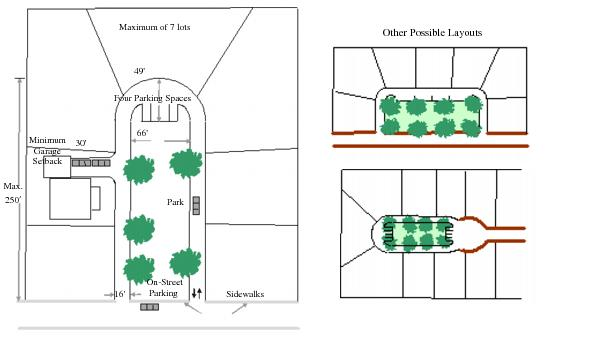 Maximum of 7 lots
Other Possible Layouts
49'
Four Parking Spaces
66'
Minimum
Garage
Setback
30'
Max.
250'
Park
On-Street
Parking
16'
Sidewalks